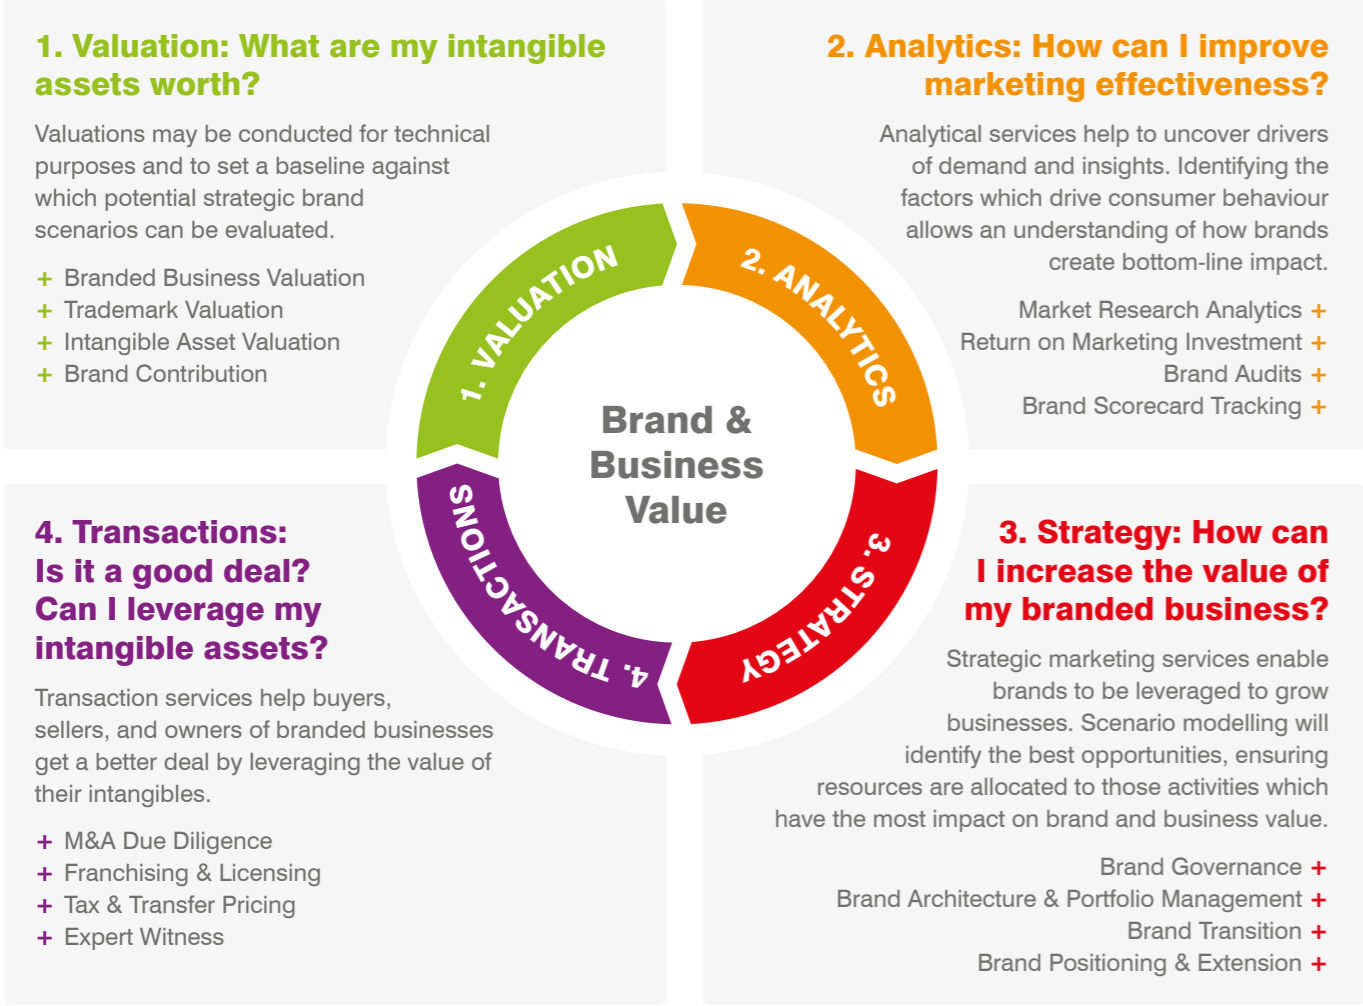 1. Valuation: What are my intangible
assets worth?
Valuations may be conducted for technical
purposes and to set a baseline against
which potential strategic brand
scenarios can be evaluated.
+ Branded Business Valuation
+ Trademark Valuation
+ Intangible Asset Valuation
+ Brand Contribution
2. Analytics: How can I improve
marketing effectiveness?
Analytical services help to uncover drivers
of demand and insights. Identifying the
factors which drive consumer behaviour
allows an understanding of how brands
create bottom-line impact.
Market Research Analytics +
Return on Marketing Investment +
Brand Audits +
Brand Scorecard Tracking +
1. VALUATION
2. ANALYTICS
3. STRATEGY
4. TRANSACTIONS
Brand &
Business
Value
3. Strategy: How can
I increase the value of
my branded business?
Strategic marketing services enable
brands to be leveraged to grow
businesses. Scenario modelling will
identify the best opportunities, ensuring
resources are allocated to those activities which
have the most impact on brand and business value.
Brand Governance +
Brand Architecture & Portfolio Management +
Brand Transition +
Brand Positioning & Extension +
4. Transactions:
Is it a good deal?
Can I leverage my
intangible assets?
Transaction services help buyers,
sellers, and owners of branded businesses
get a better deal by leveraging the value of
their intangibles.
+ M&A Due Diligence
+ Franchising & Licensing
+ Tax & Transfer Pricing
+ Expert Witness